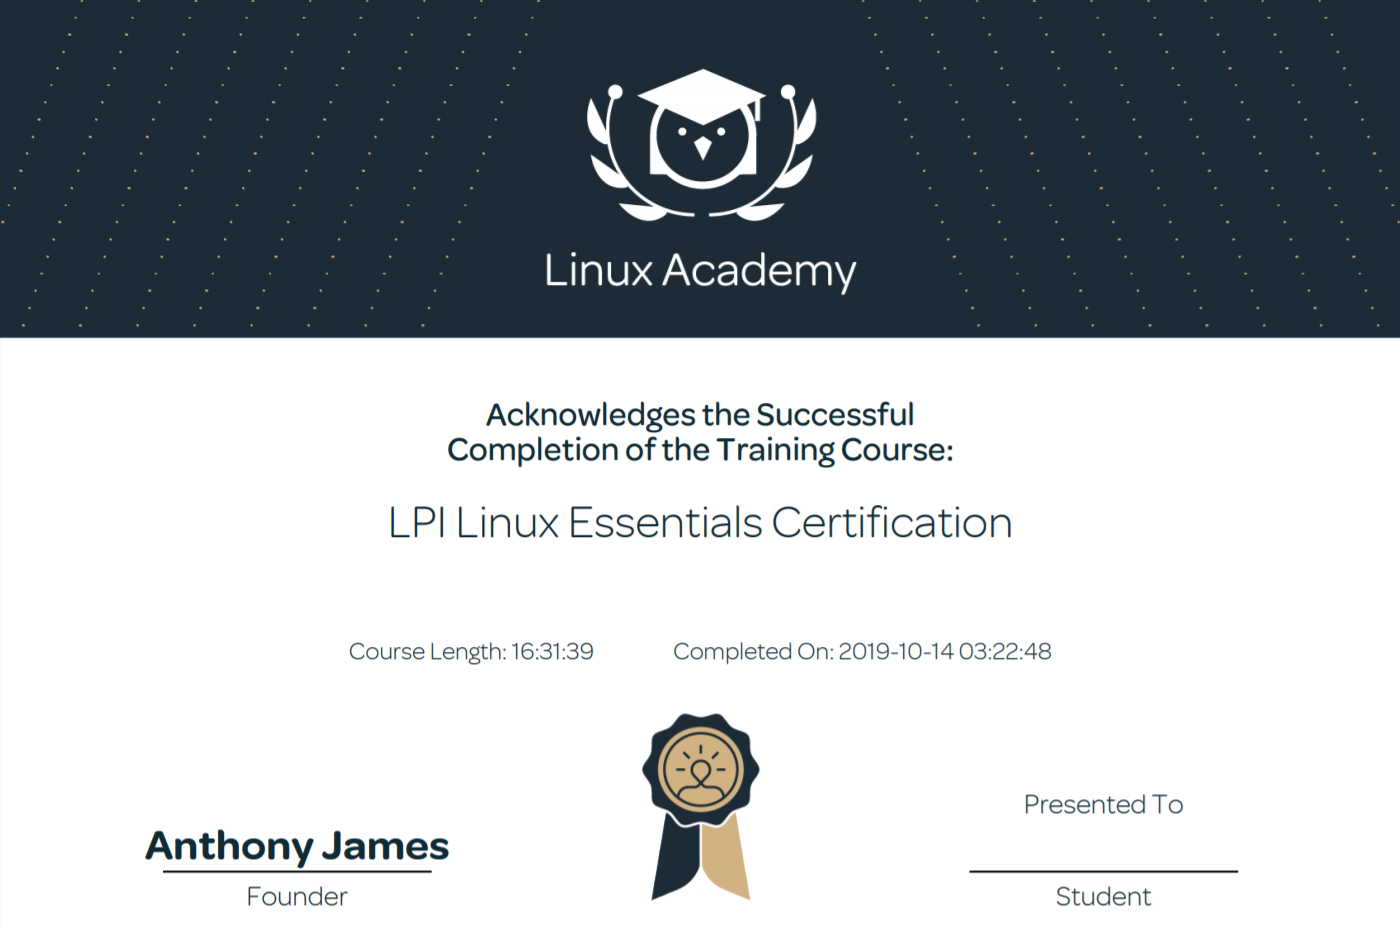 Linux Academy
Acknowledges the Successful
Completion of the Training Course:
LPI Linux Essentials Certification
Course Length: 16:31:39
Completed On: 2019-10-14 03:22:48
Anthony James
Founder
Presented To
Student